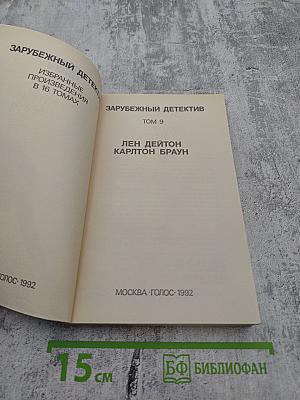 ЗАРУБЕЖНЫЙ ДЕТЕКТИВ
ИЗБРАННЫЕ
ПРОИЗВЕДЕНИЯ
В 16 ТОМАХ
ГОЛОС·1992
ЗАРУБЕЖНЫЙ ДЕТЕКТИВ
ТОМ 9
ЛЕН ДЕЙТОН
КАРЛТОН БРАУН
МОСКВА·ГОЛОС·1992
15 см
БФ БИБЛИОФАН